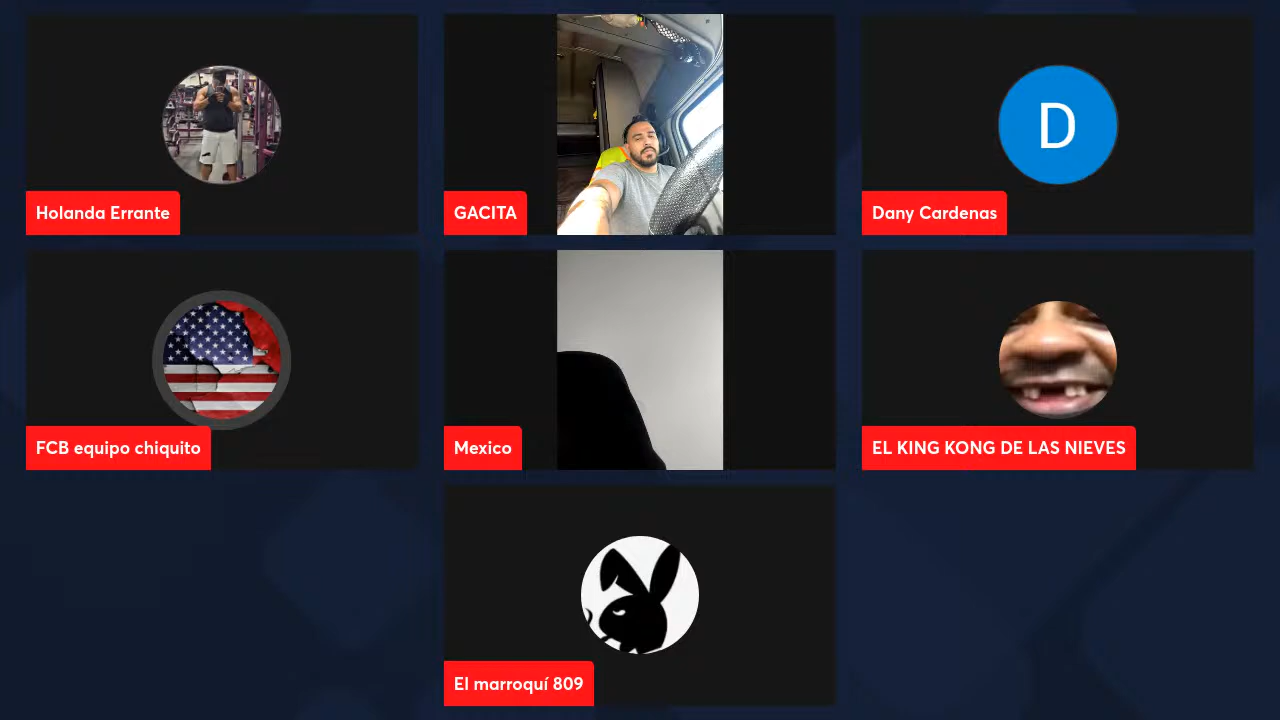 Holanda Errante
GACITA
D
Dany Cardenas
FCB equipo chiquito
Mexico
EL KING KONG DE LAS NIEVES
El marroquí 809